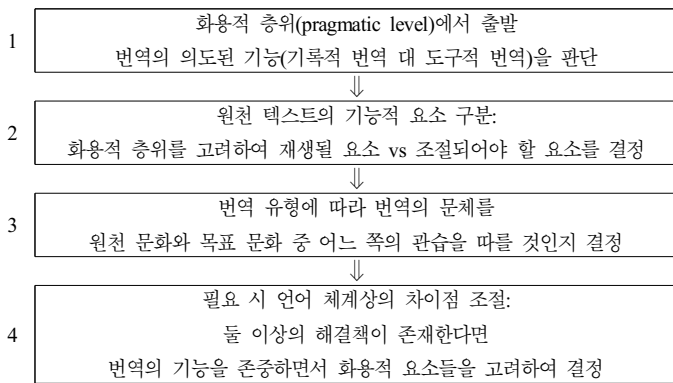 1
화용적 층위(pragmatic level)에서 출발
번역의 의도된 기능(기록적 번역 대 도구적 번역)을 판단
⇓
2
원천 텍스트의 기능적 요소 구분:
화용적 층위를 고려하여 재생될 요소 vs 조절되어야 할 요소를 결정
⇓
3
번역 유형에 따라 번역의 문체를
원천 문화와 목표 문화 중 어느 쪽의 관습을 따를 것인지 결정
⇓
4
필요 시 언어 체계상의 차이점 조절:
둘 이상의 해결책이 존재한다면
번역의 기능을 존중하면서 화용적 요소들을 고려하여 결정